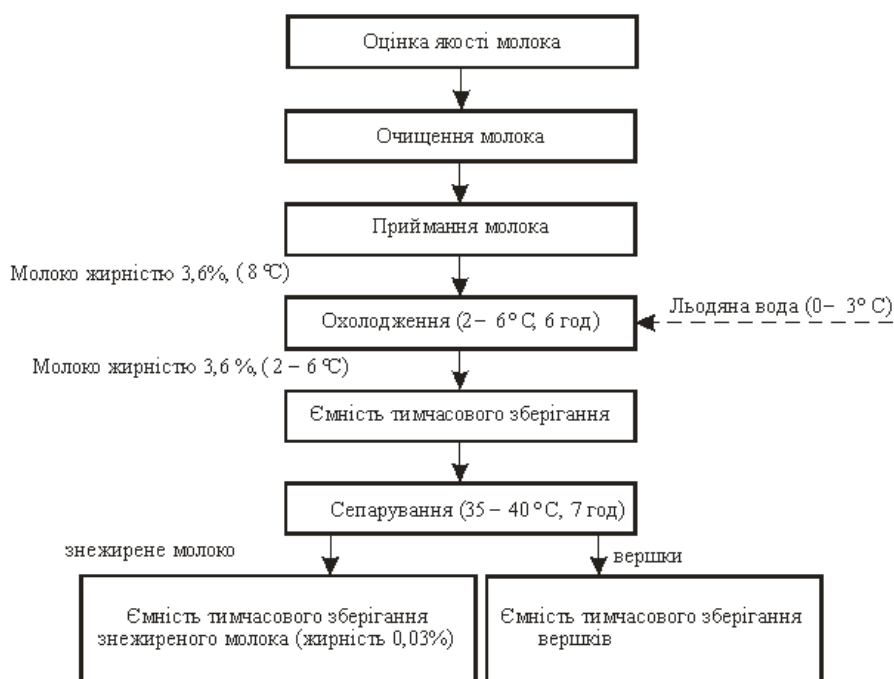 Оцінка якості молока
Очищення молока
Приймання молока
Молоко жирністю 3,6%, ( 8 °C)
Охолодження (2 – 6° C, 6 год)
Льодяна вода (0 – 3° C)
Молоко жирністю 3,6 %, ( 2 – 6 °C)
Ємність тимчасового зберігання
Сепарування (35 – 40 ° C, 7 год)
знежирене молоко
вершки
Ємність тимчасового зберігання
знежиреного молока (жирність 0,03%)
Ємність тимчасового зберігання
вершків